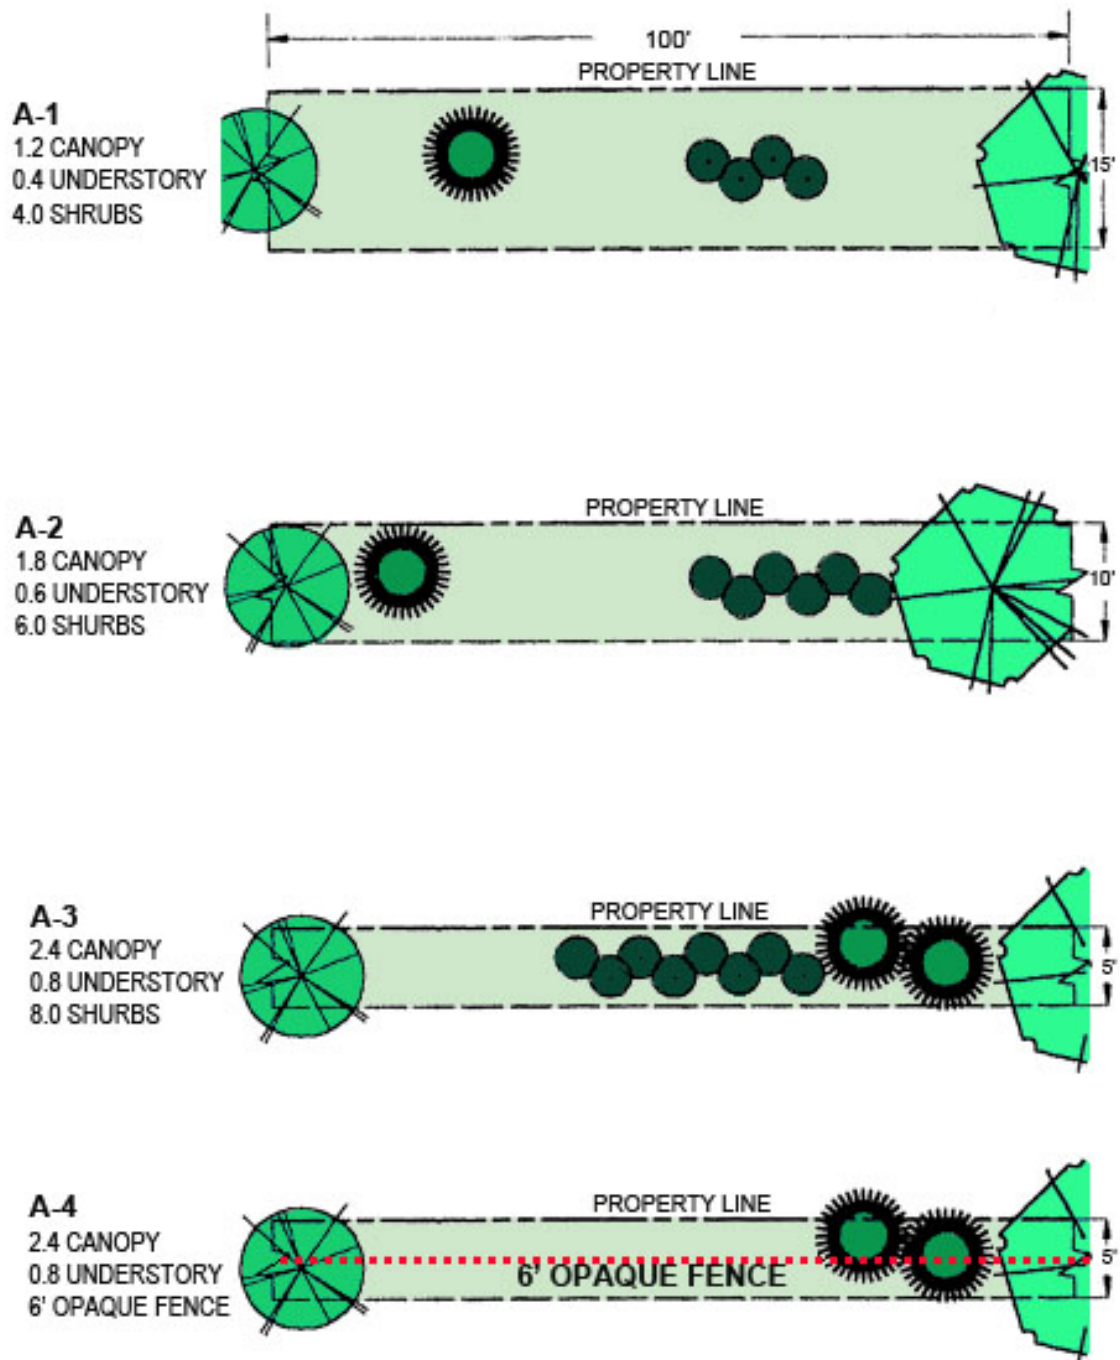 100'
PROPERTY LINE
A-1
1.2 CANOPY
0.4 UNDERSTORY
4.0 SHRUBS
15'
PROPERTY LINE
A-2
1.8 CANOPY
0.6 UNDERSTORY
6.0 SHURBS
10'
PROPERTY LINE
A-3
2.4 CANOPY
0.8 UNDERSTORY
8.0 SHURBS
5'
PROPERTY LINE
A-4
2.4 CANOPY
0.8 UNDERSTORY
6' OPAQUE FENCE
6' OPAQUE FENCE
5'